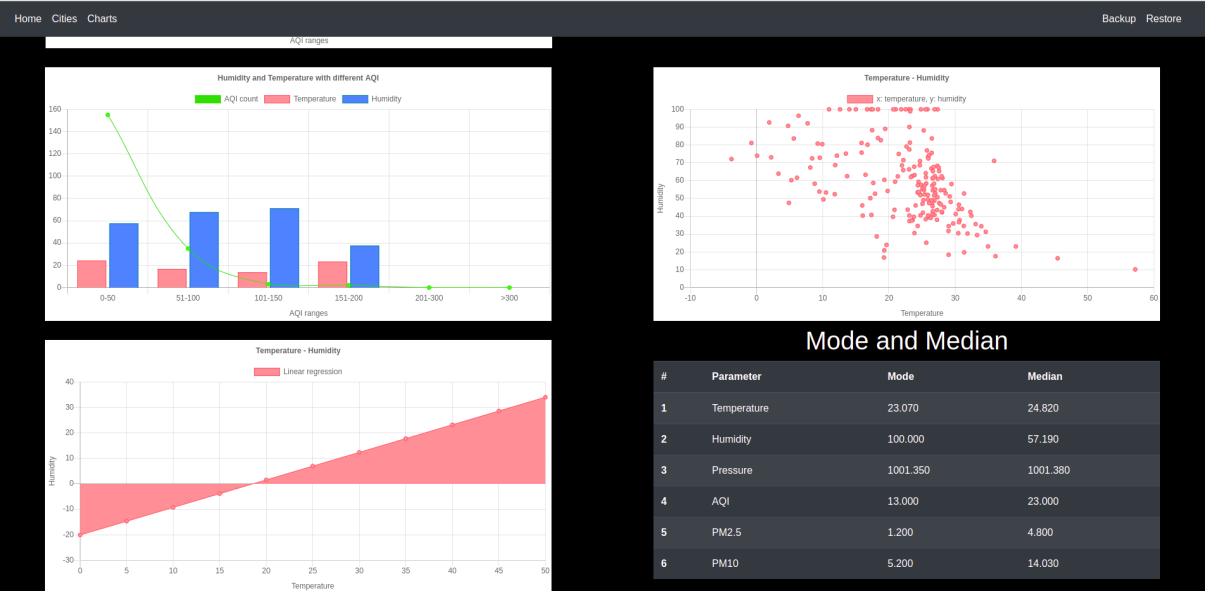 Home Cities Charts Backup Restore
AQI ranges
Humidity and Temperature with different AQI
AQI count Temperature Humidity
160
140
120
100
80
60
40
20
0
0-50 51-100 101-150 151-200 201-300 >300
AQI ranges
Temperature - Humidity
x: temperature, y: humidity
Humidity
100
90
80
70
60
50
40
30
20
10
0
-10 0 10 20 30 40 50 60
Temperature
Temperature - Humidity
Linear regression
Humidity
40
30
20
10
0
-10
-20
-30
0 5 10 15 20 25 30 35 40 45 50
Temperature
Mode and Median
# Parameter Mode Median
1 Temperature 23.070 24.820
2 Humidity 100.000 57.190
3 Pressure 1001.350 1001.380
4 AQI 13.000 23.000
5 PM2.5 1.200 4.800
6 PM10 5.200 14.030